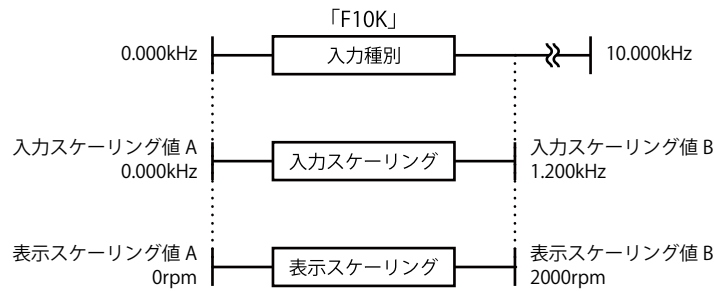 「F10K」
0.000kHz
入力種別
10.000kHz
入力スケーリング値 A
0.000kHz
入力スケーリング
入力スケーリング値 B
1.200kHz
表示スケーリング値 A
0rpm
表示スケーリング
表示スケーリング値 B
2000rpm